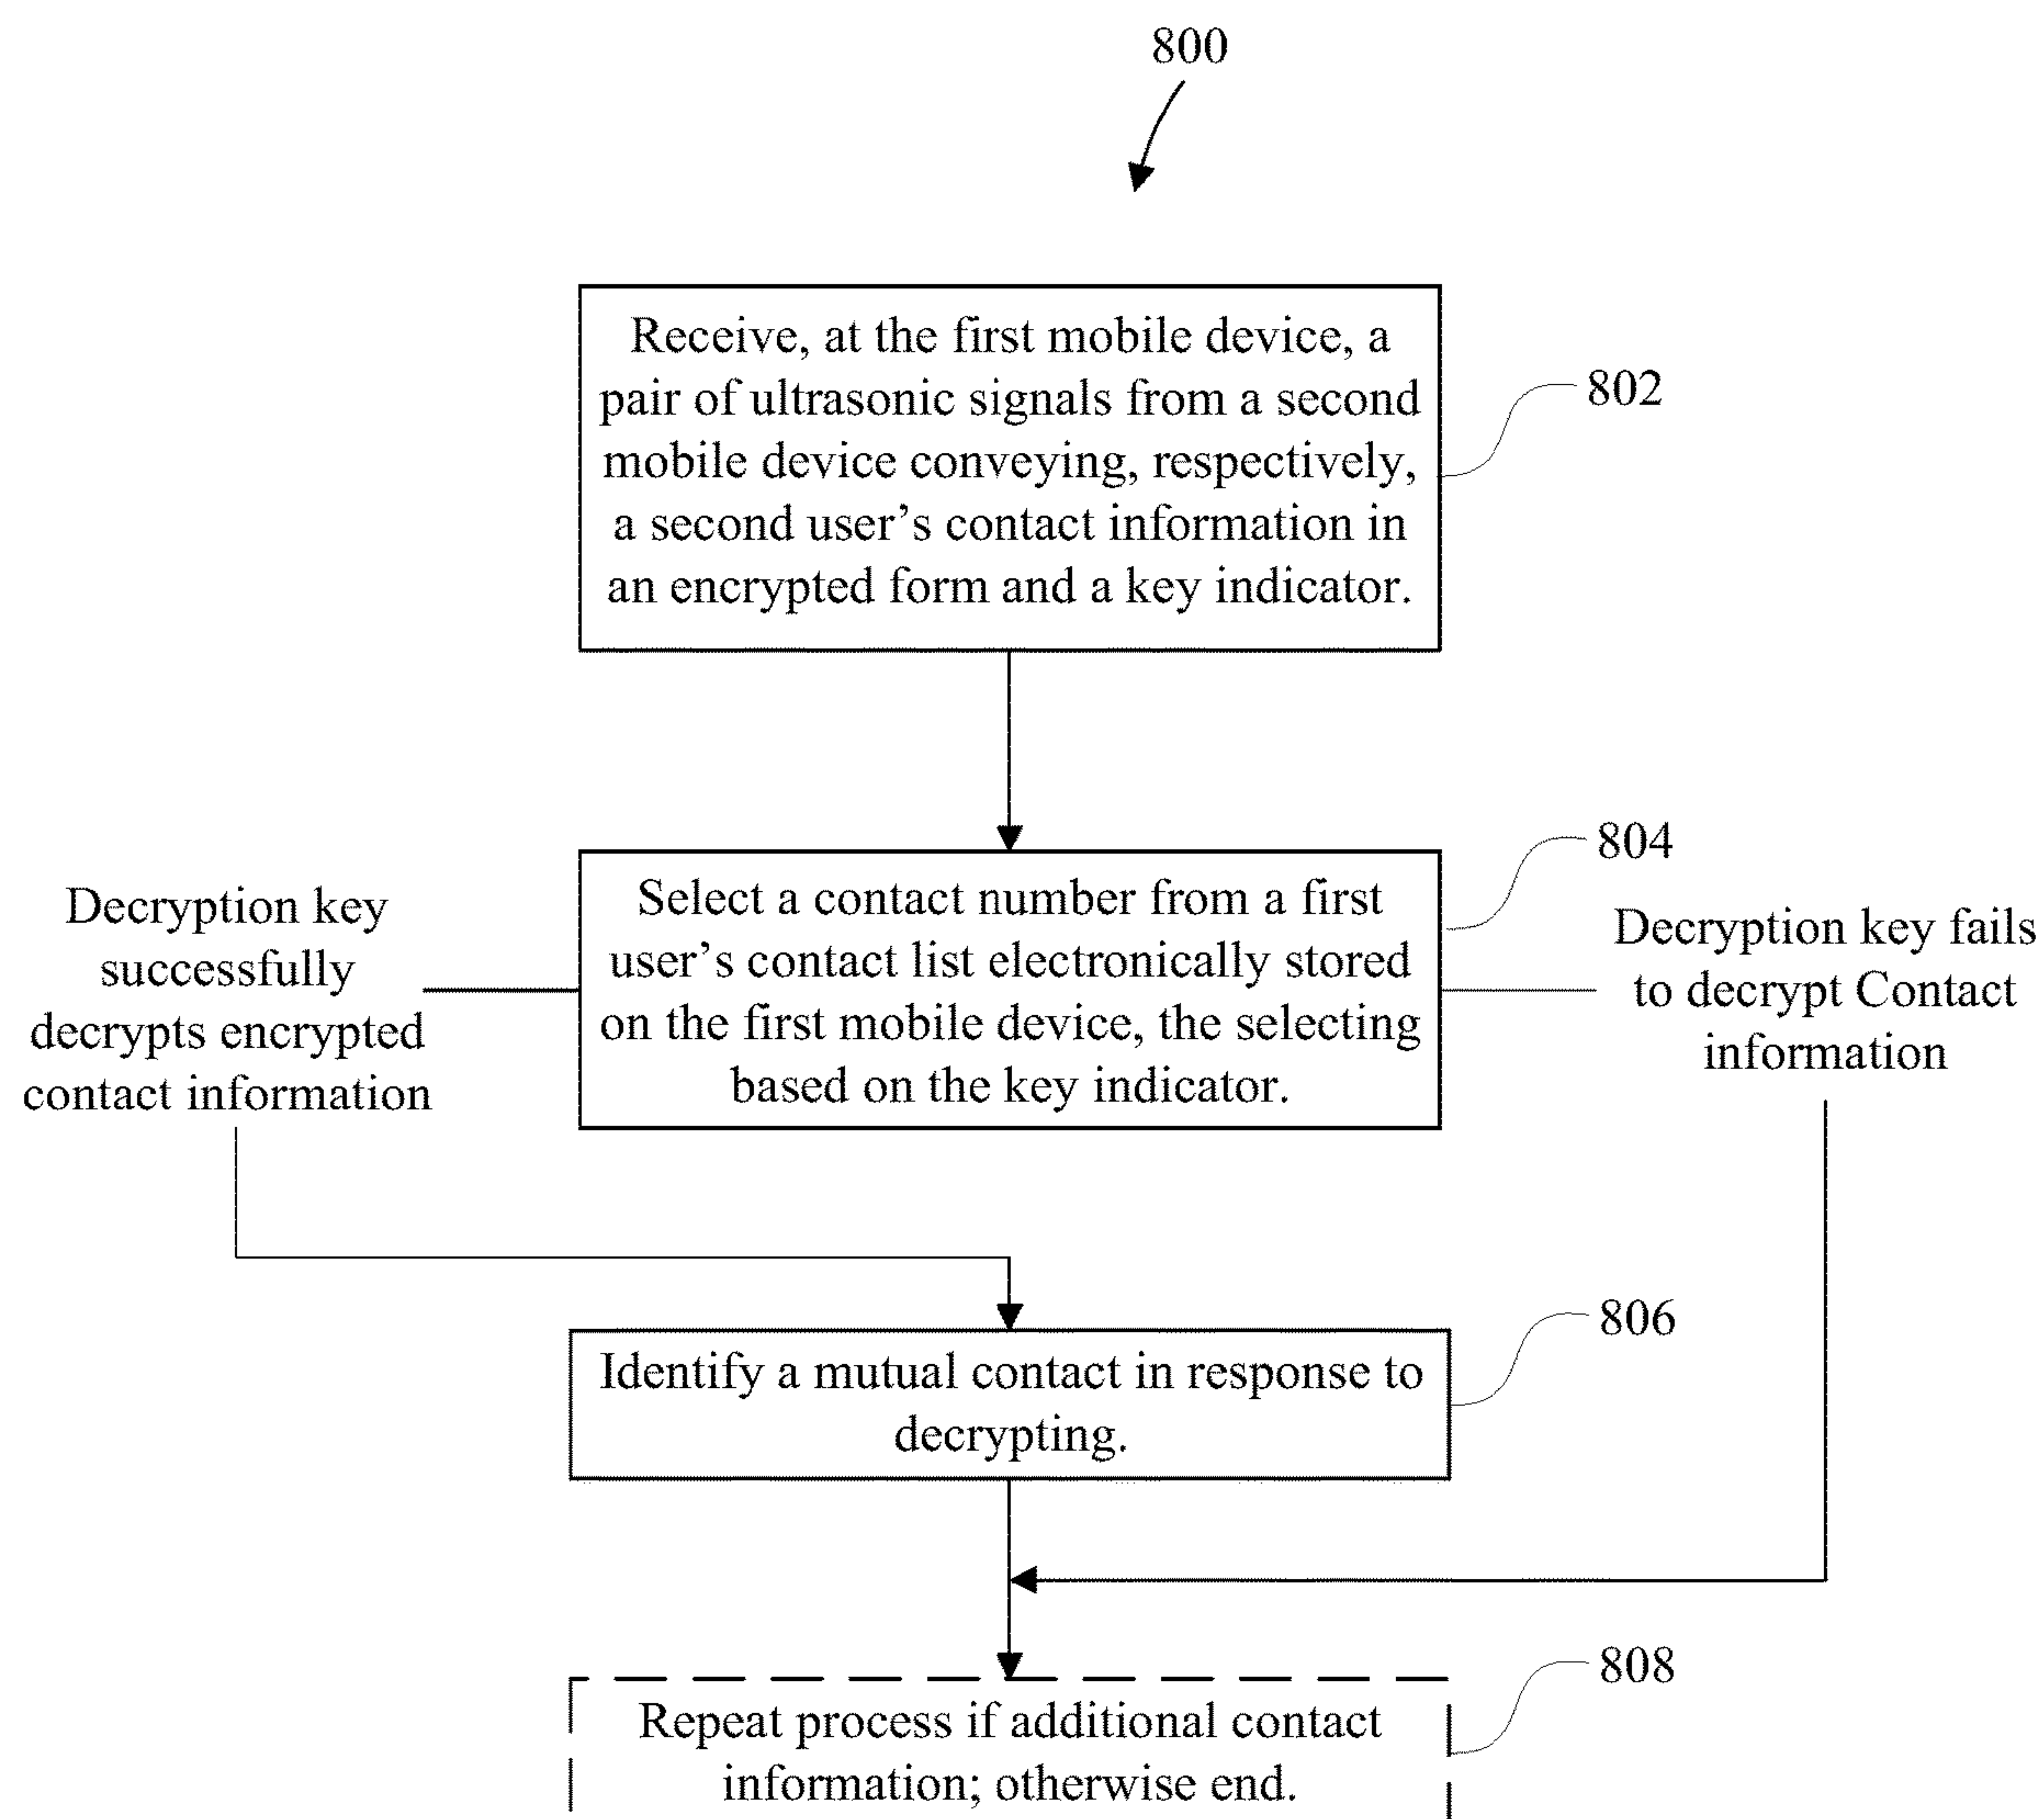 800
Receive, at the first mobile device, a
pair of ultrasonic signals from a second
mobile device conveying, respectively,
a second user’s contact information in
an encrypted form and a key indicator.
802
804
Select a contact number from a first
user’s contact list electronically stored
on the first mobile device, the selecting
based on the key indicator.
Decryption key
successfully
decrypts encrypted
contact information
Decryption key fails
to decrypt Contact
information
806
Identify a mutual contact in response to
decrypting.
808
Repeat process if additional contact
information; otherwise end.